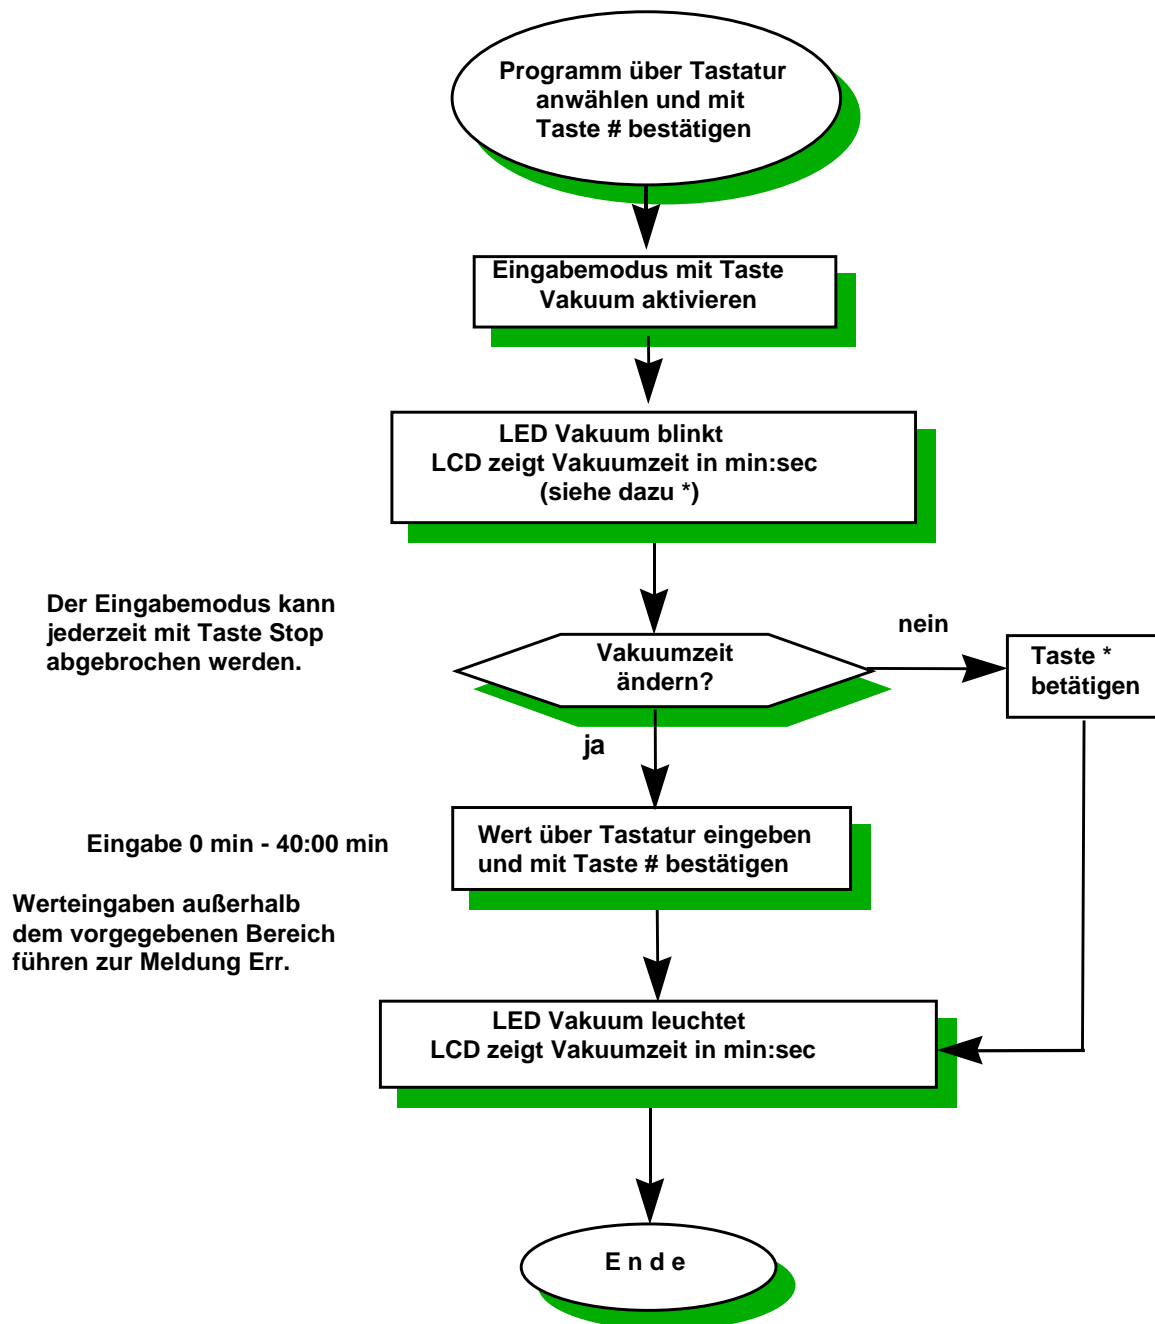 Programm über Tastatur
anwählen und mit
Taste # bestätigen
Eingabemodus mit Taste
Vakuum aktivieren
LED Vakuum blinkt
LCD zeigt Vakuumzeit in min:sec
(siehe dazu *)
Der Eingabemodus kann
jederzeit mit Taste Stop
abgebrochen werden.
Vakuumzeit
ändern?
nein
Taste *
betätigen
ja
Eingabe 0 min - 40:00 min
Wert über Tastatur eingeben
und mit Taste # bestätigen
Werteingaben außerhalb
dem vorgegebenen Bereich
führen zur Meldung Err.
LED Vakuum leuchtet
LCD zeigt Vakuumzeit in min:sec
E n d e